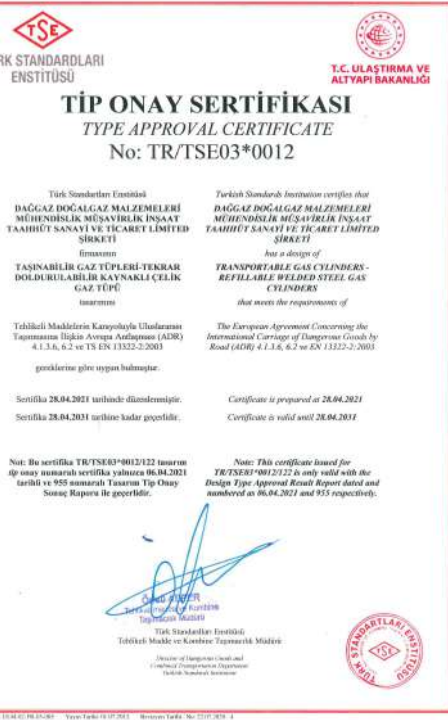 TSE
RK STANDARDLARI
ENSTİTÜSÜ
T.C. ULAŞTIRMA VE
ALTYAPI BAKANLIĞI
TİP ONAY SERTİFİKASI
TYPE APPROVAL CERTIFICATE
No: TR/TSE03*0012
Türk Standartları Enstitüsü
DAĞGAZ DOĞALGAZ MALZEMELERİ
MÜHENDİSLİK MÜŞAVİRLİK İNŞAAT
TAAHHÜT SANAYİ VE TİCARET LİMİTED
ŞİRKETİ
firmasının
TAŞINABİLİR GAZ TÜPLERİ-TEKRAR
DOLDURULABİLİR KAYNAKLI ÇELİK
GAZ TÜPÜ
tasarımını
Tehlikeli Maddelerin Karayoluyla Uluslararası
Taşınmasına İlişkin Avrupa Antlaşması (ADR)
4.1.3.6, 6.2 ve TS EN 13322-2:2003
gereklerine göre uygun bulmuştur.
Sertifika 28.04.2021 tarihinde düzenlenmiştir.
Sertifika 28.04.2031 tarihine kadar geçerlidir.
Not: Bu sertifika TR/TSE03*0012/122 tasarım
tip onay numaralı sertifika yalnızca 06.04.2021
tarihli ve 955 numaralı Tasarım Tip Onay
Sonuç Raporu ile geçerlidir.
Turkish Standards Institution certifies that
DAĞGAZ DOĞALGAZ MALZEMELERİ
MÜHENDİSLİK MÜŞAVİRLİK İNŞAAT
TAAHHÜT SANAYİ VE TİCARET LİMİTED
ŞİRKETİ
has a design of
TRANSPORTABLE GAS CYLINDERS -
REFILLABLE WELDED STEEL GAS
CYLINDERS
that meets the requirements of
The European Agreement Concerning the
International Carriage of Dangerous Goods by
Road (ADR) 4.1.3.6, 6.2 ve EN 13322-2:2003
Certificate is prepared at 28.04.2021
Certificate is valid until 28.04.2031
Note: This certificate issued for
TR/TSE03*0012/122 is only valid with the
Design Type Approval Result Report dated and
numbered as 06.04.2021 and 955 respectively.
Taşımacılık Müdürü
Türk Standardları Enstitüsü
Tehlikeli Madde ve Kombine Taşımacılık Müdürü
Director of Dangerous Goods and
Combined Transportation Department
Turkish Standards Institution
TSE